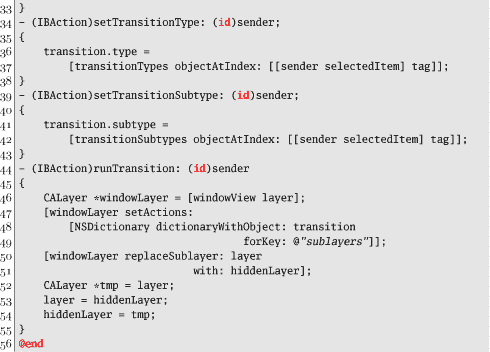 33 }
34 - (IBAction)setTransitionType: (id)sender;
35 {
36     transition.type =
37         [transitionTypes objectAtIndex: [[sender selectedItem] tag]];
38 }
39 - (IBAction)setTransitionSubtype: (id)sender;
40 {
41     transition.subtype =
42         [transitionSubtypes objectAtIndex: [[sender selectedItem] tag]];
43 }
44 - (IBAction)runTransition: (id)sender
45 {
46     CALayer *windowLayer = [windowView layer];
47     [windowLayer setActions:
48         [NSDictionary dictionaryWithObject: transition
49                                     forKey: @"sublayers"]];
50     [windowLayer replaceSublayer: layer
51                             with: hiddenLayer];
52     CALayer *tmp = layer;
53     layer = hiddenLayer;
54     hiddenLayer = tmp;
55 }
56 @end